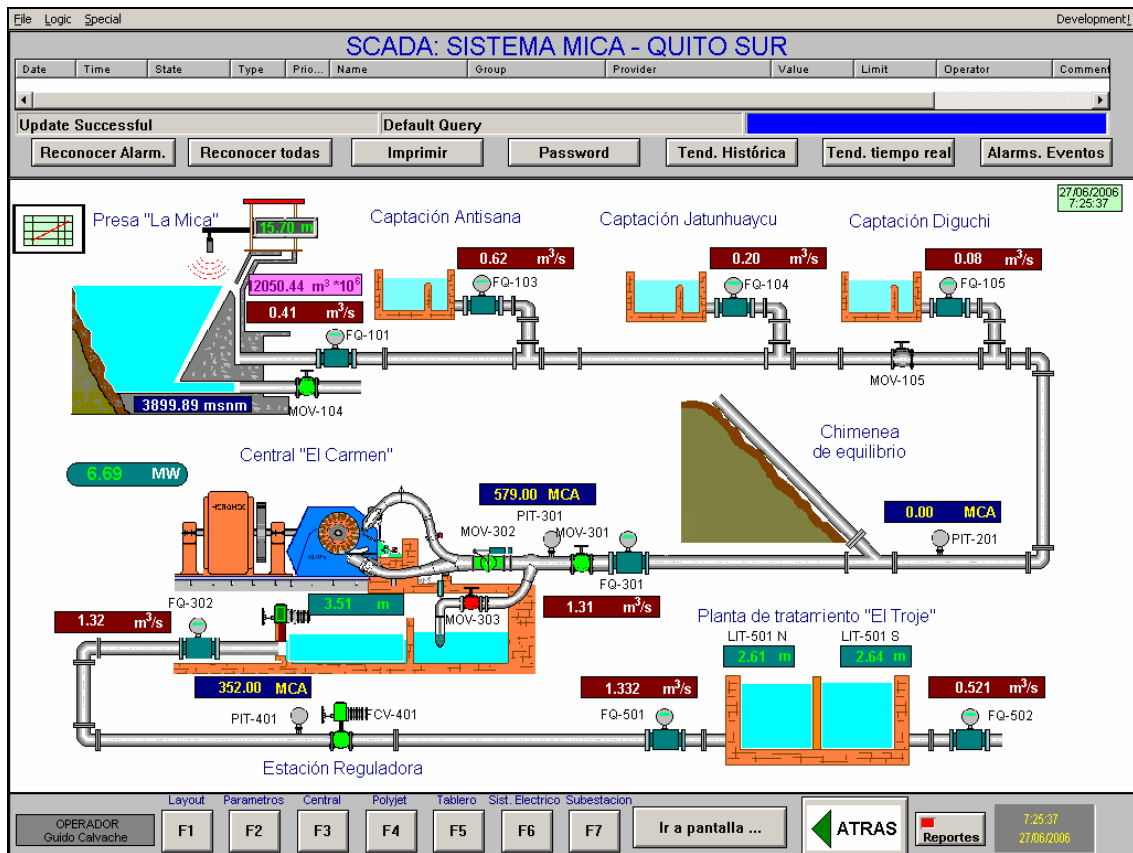 File Logic Special Development!
SCADA: SISTEMA MICA - QUITO SUR
Date Time State Type Prio... Name Group Provider Value Limit Operator Comment
Update Successful Default Query
Reconocer Alarm. Reconocer todas Imprimir Password Tend. Histórica Tend. tiempo real Alarms. Eventos
27/06/2006
7:25:37
Presa "La Mica" Captación Antisana Captación Jatunhuaycu Captación Diguchi
15.70 m
0.62 m³/s 0.20 m³/s 0.08 m³/s
12050.44 m³ *10⁶ FQ-103 FQ-104 FQ-105
0.41 m³/s
FQ-101
MOV-105
3899.89 msnm MOV-104
Chimenea
de equilibrio
Central "El Carmen"
6.69 MW
579.00 MCA
PIT-301
0.00 MCA
MOV-302 MOV-301 PIT-201
FQ-301
FQ-302 3.51 m
1.32 m³/s MOV-303 1.31 m³/s
Planta de tratarriento "El Troje"
LIT-501 N LIT-501 S
2.61 m 2.64 m
352.00 MCA 1.332 m³/s 0.521 m³/s
PIT-401 FCV-401 FQ-501 FQ-502
Estación Reguladora
Layout Parametros Central Polyjet Tablero Sist. Electrico Subestacion
OPERADOR
Guido Calvache
F1 F2 F3 F4 F5 F6 F7 Ir a pantalla ... ATRAS Reportes
7:25:37
27/06/2006